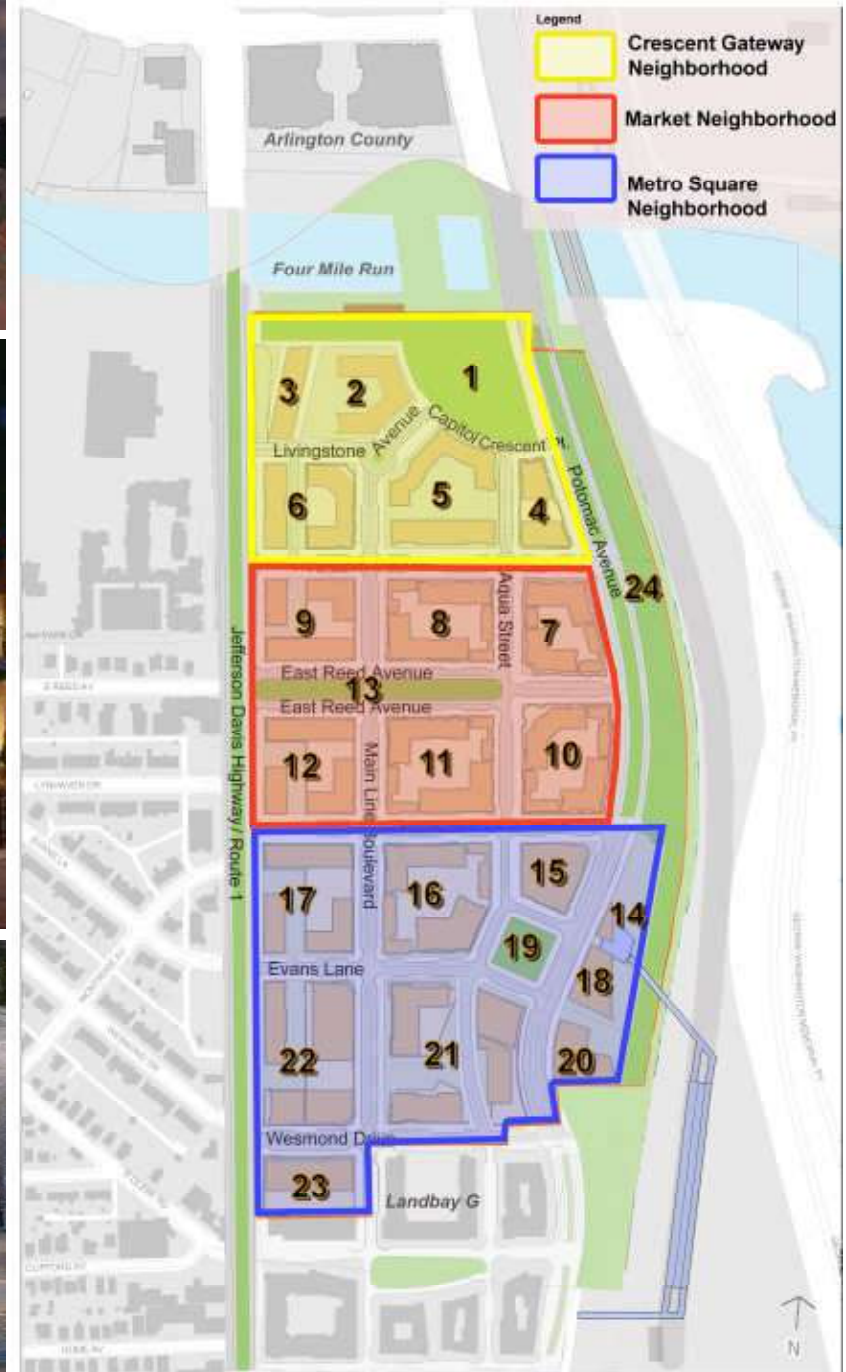 Legend
Crescent Gateway
Neighborhood
Market Neighborhood
Metro Square
Neighborhood
Arlington County
Four Mile Run
1
2
3
Livingstone Avenue
Capitol Crescent Pl.
4
5
6
Potomac Avenue
24
Aqua Street
7
8
9
East Reed Avenue
13
East Reed Avenue
10
11
12
Jefferson Davis Highway / Route 1
Main Line Boulevard
14
15
16
17
18
19
Evans Lane
20
21
22
Wesmond Drive
23
Landbay G
N